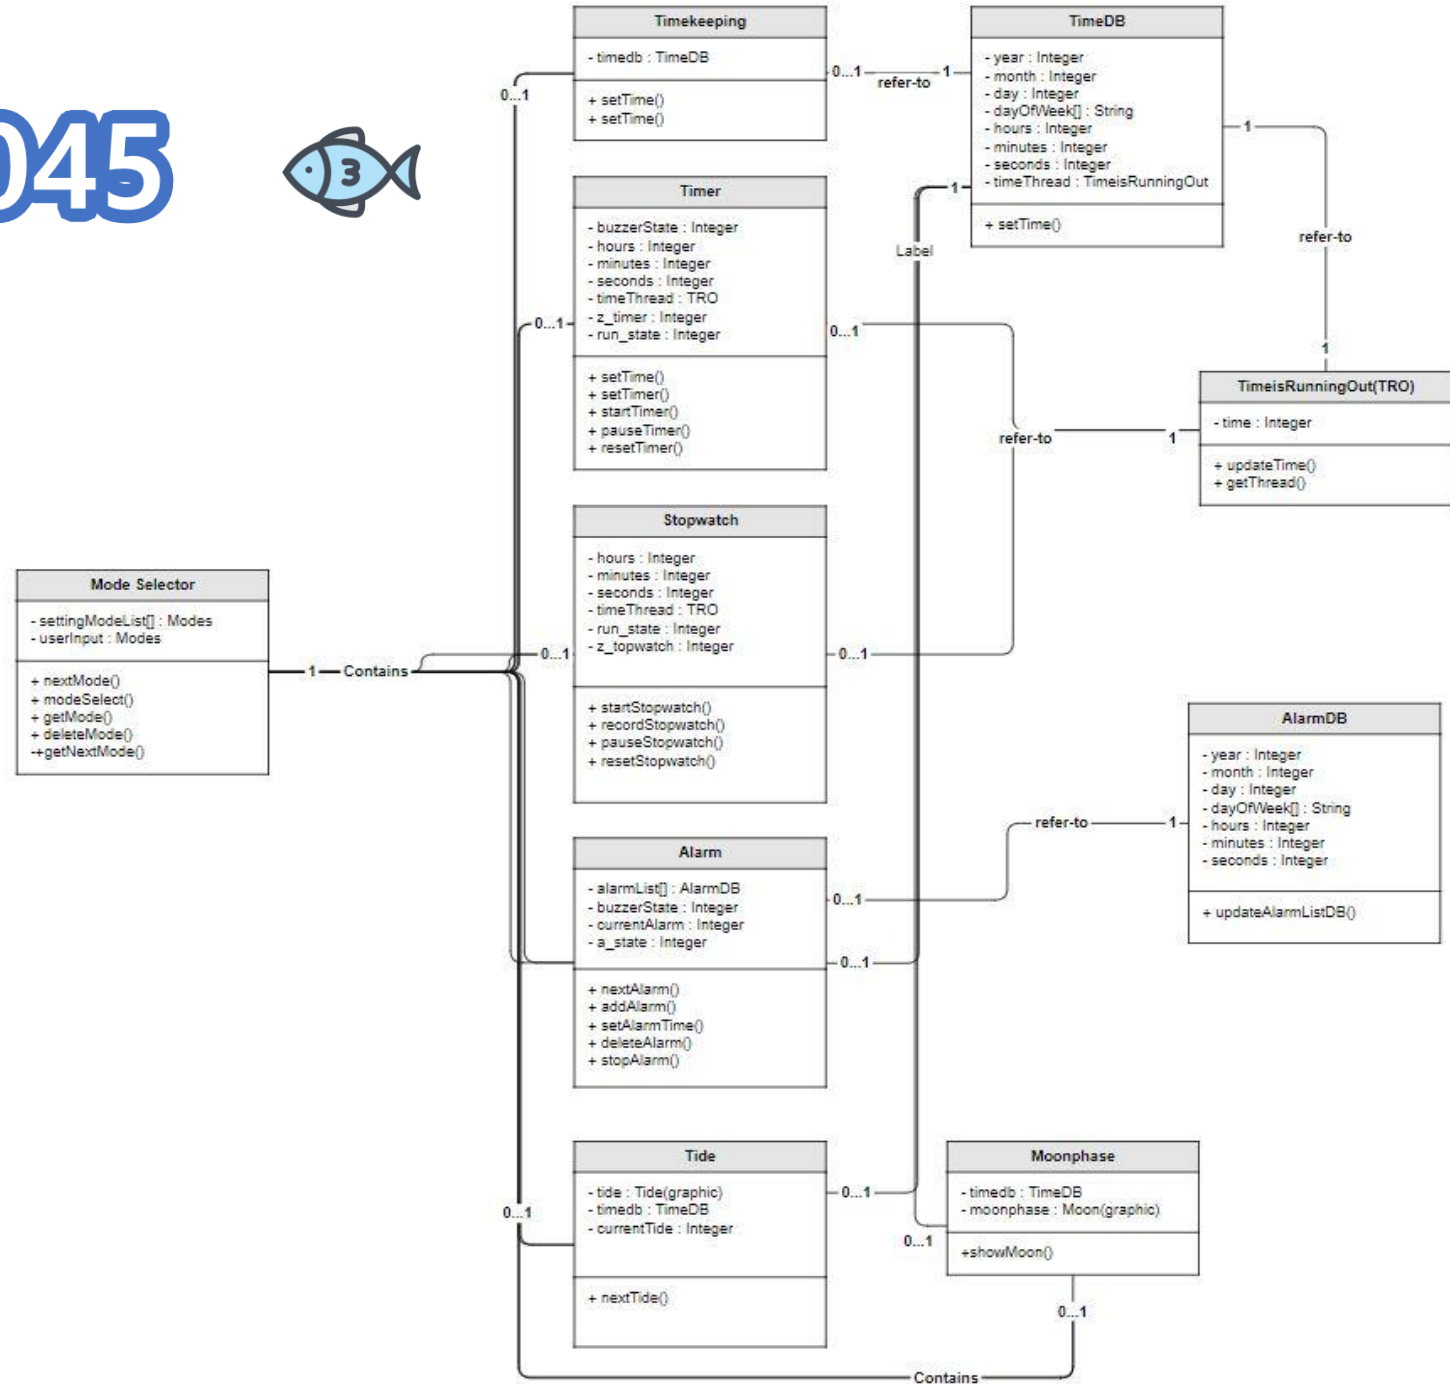 045
3
Timekeeping
- timedb : TimeDB
+ setTime()
+ setTime()
0...1
0...1
refer-to
1
TimeDB
- year : Integer
- month : Integer
- day : Integer
- dayOfWeek[] : String
- hours : Integer
- minutes : Integer
- seconds : Integer
- timeThread : TimeisRunningOut
+ setTime()
1
refer-to
1
1
Label
Timer
- buzzerState : Integer
- hours : Integer
- minutes : Integer
- seconds : Integer
- timeThread : TRO
- z_timer : Integer
- run_state : Integer
+ setTime()
+ setTimer()
+ startTimer()
+ pauseTimer()
+ resetTimer()
0...1
0...1
refer-to
1
TimeisRunningOut(TRO)
- time : Integer
+ updateTime()
+ getThread()
Stopwatch
- hours : Integer
- minutes : Integer
- seconds : Integer
- timeThread : TRO
- run_state : Integer
- z_topwatch : Integer
+ startStopwatch()
+ recordStopwatch()
+ pauseStopwatch()
+ resetStopwatch()
0...1
0...1
Mode Selector
- settingModeList[] : Modes
- userInput : Modes
+ nextMode()
+ modeSelect()
+ getMode()
+ deleteMode()
-+getNextMode()
1
Contains
AlarmDB
- year : Integer
- month : Integer
- day : Integer
- dayOfWeek[] : String
- hours : Integer
- minutes : Integer
- seconds : Integer
+ updateAlarmListDB()
refer-to
1
Alarm
- alarmList[] : AlarmDB
- buzzerState : Integer
- currentAlarm : Integer
- a_state : Integer
+ nextAlarm()
+ addAlarm()
+ setAlarmTime()
+ deleteAlarm()
+ stopAlarm()
0...1
0...1
Tide
- tide : Tide(graphic)
- timedb : TimeDB
- currentTide : Integer
+ nextTide()
0...1
0...1
Moonphase
- timedb : TimeDB
- moonphase : Moon(graphic)
+showMoon()
0...1
0...1
Contains